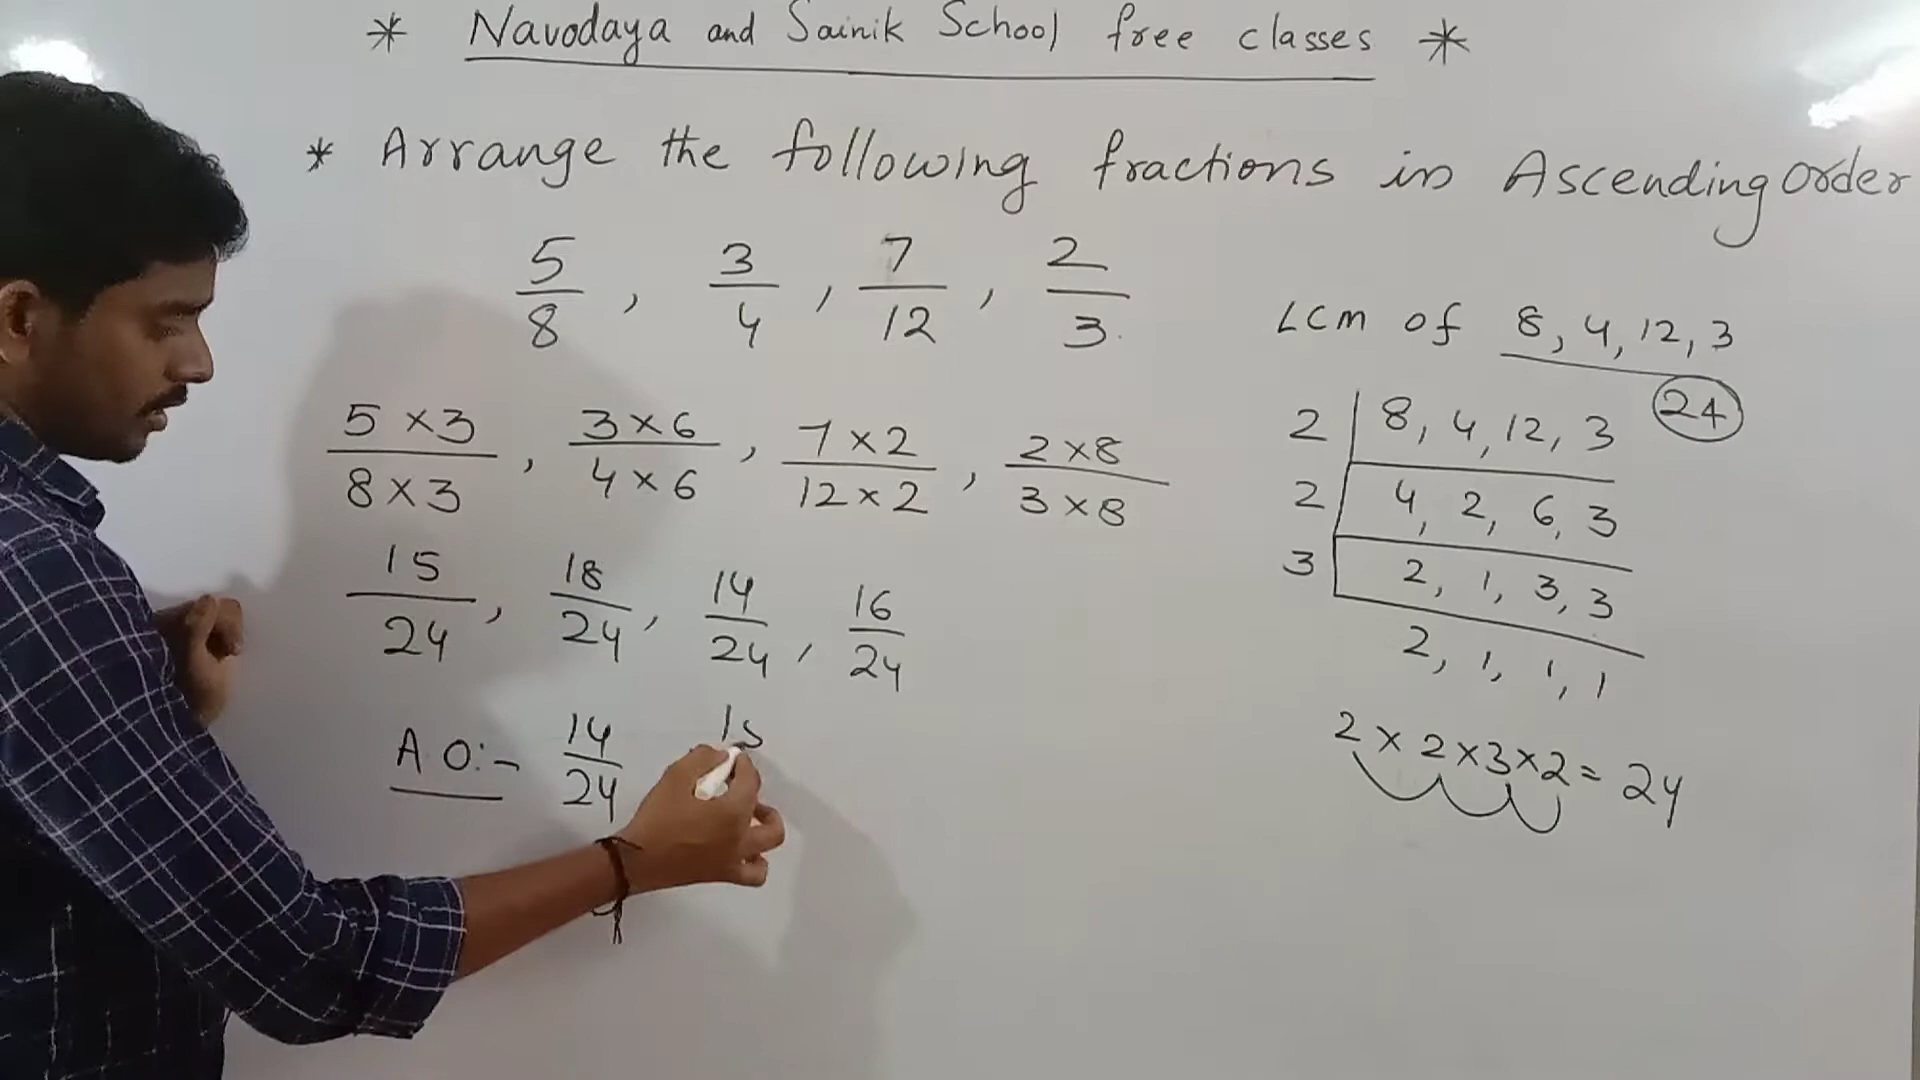 * Navodaya and Sainik School free classes *
* Arrange the following fractions in Ascending order
5/8 , 3/4 , 7/12 , 2/3
5×3/8×3 , 3×6/4×6 , 7×2/12×2 , 2×8/3×8
15/24 , 18/24 , 14/24 , 16/24
A O:- 14/24 15
LCM of 8, 4, 12, 3
24
2 | 8, 4, 12, 3
2 | 4, 2, 6, 3
3 | 2, 1, 3, 3
2, 1, 1, 1
2 × 2 × 3 × 2 = 24